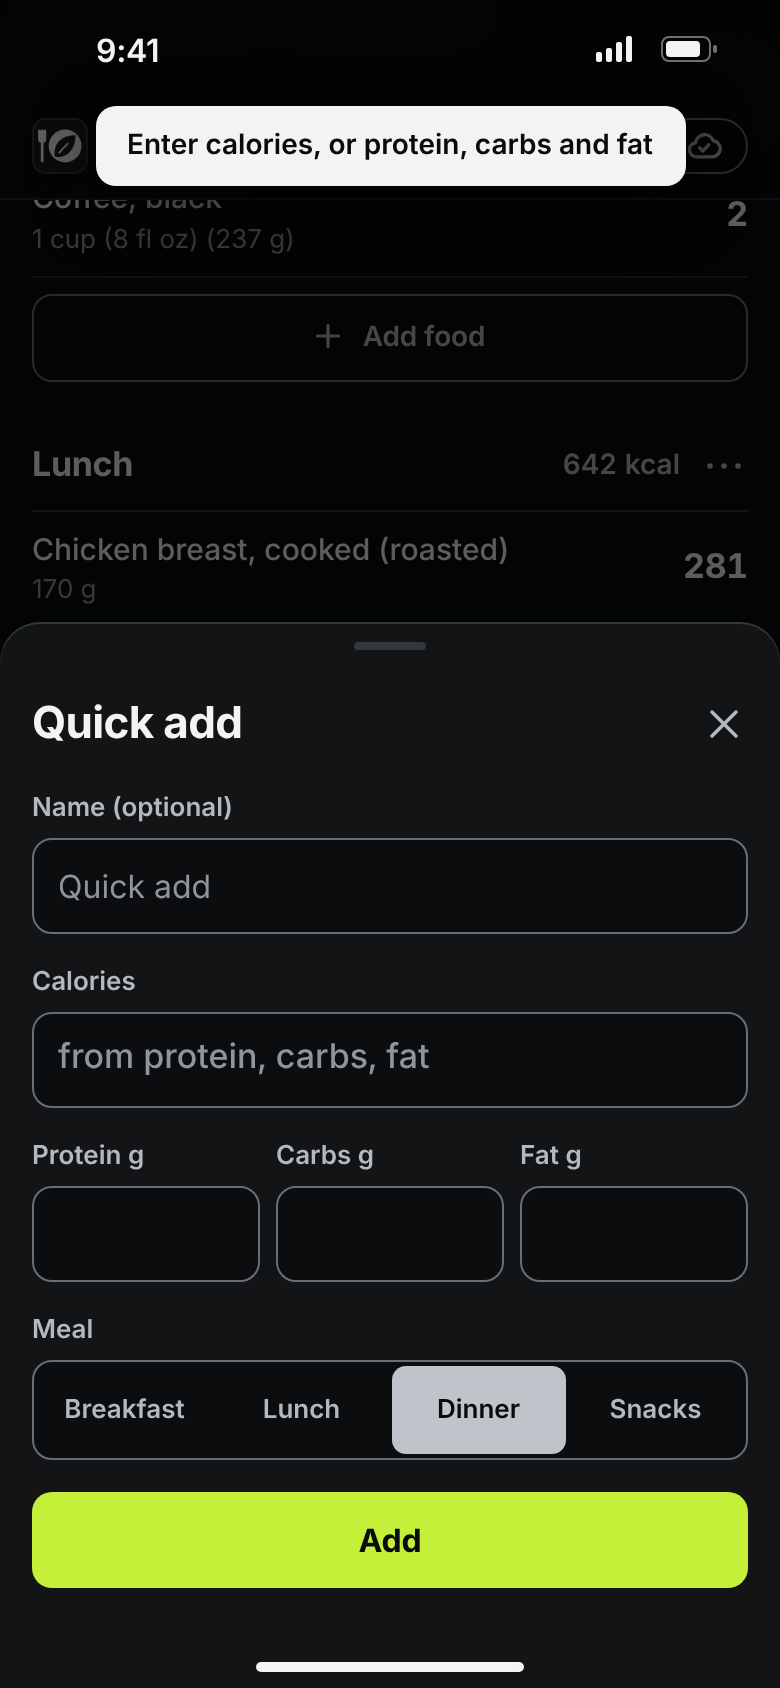 9:41
Enter calories, or protein, carbs and fat
Coffee, black
2
1 cup (8 fl oz) (237 g)
Add food
Lunch
642 kcal
Chicken breast, cooked (roasted)
281
170 g
Quick add
Name (optional)
Quick add
Calories
from protein, carbs, fat
Protein g
Carbs g
Fat g
Meal
Breakfast
Lunch
Dinner
Snacks
Add